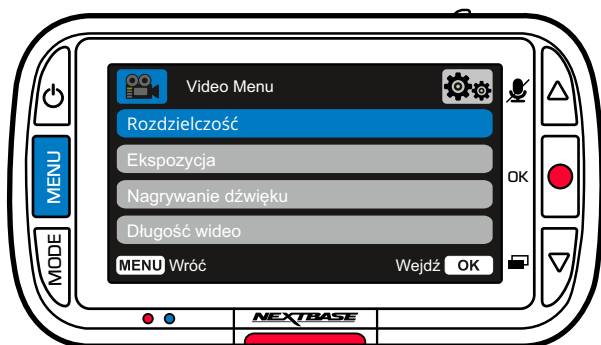 Video Menu
Rozdzielczość
Ekspozycja
Nagrywanie dźwięku
Długość wideo
MENU Wróć
Wejdź OK
MENU
MODE
OK
NEXTBASE